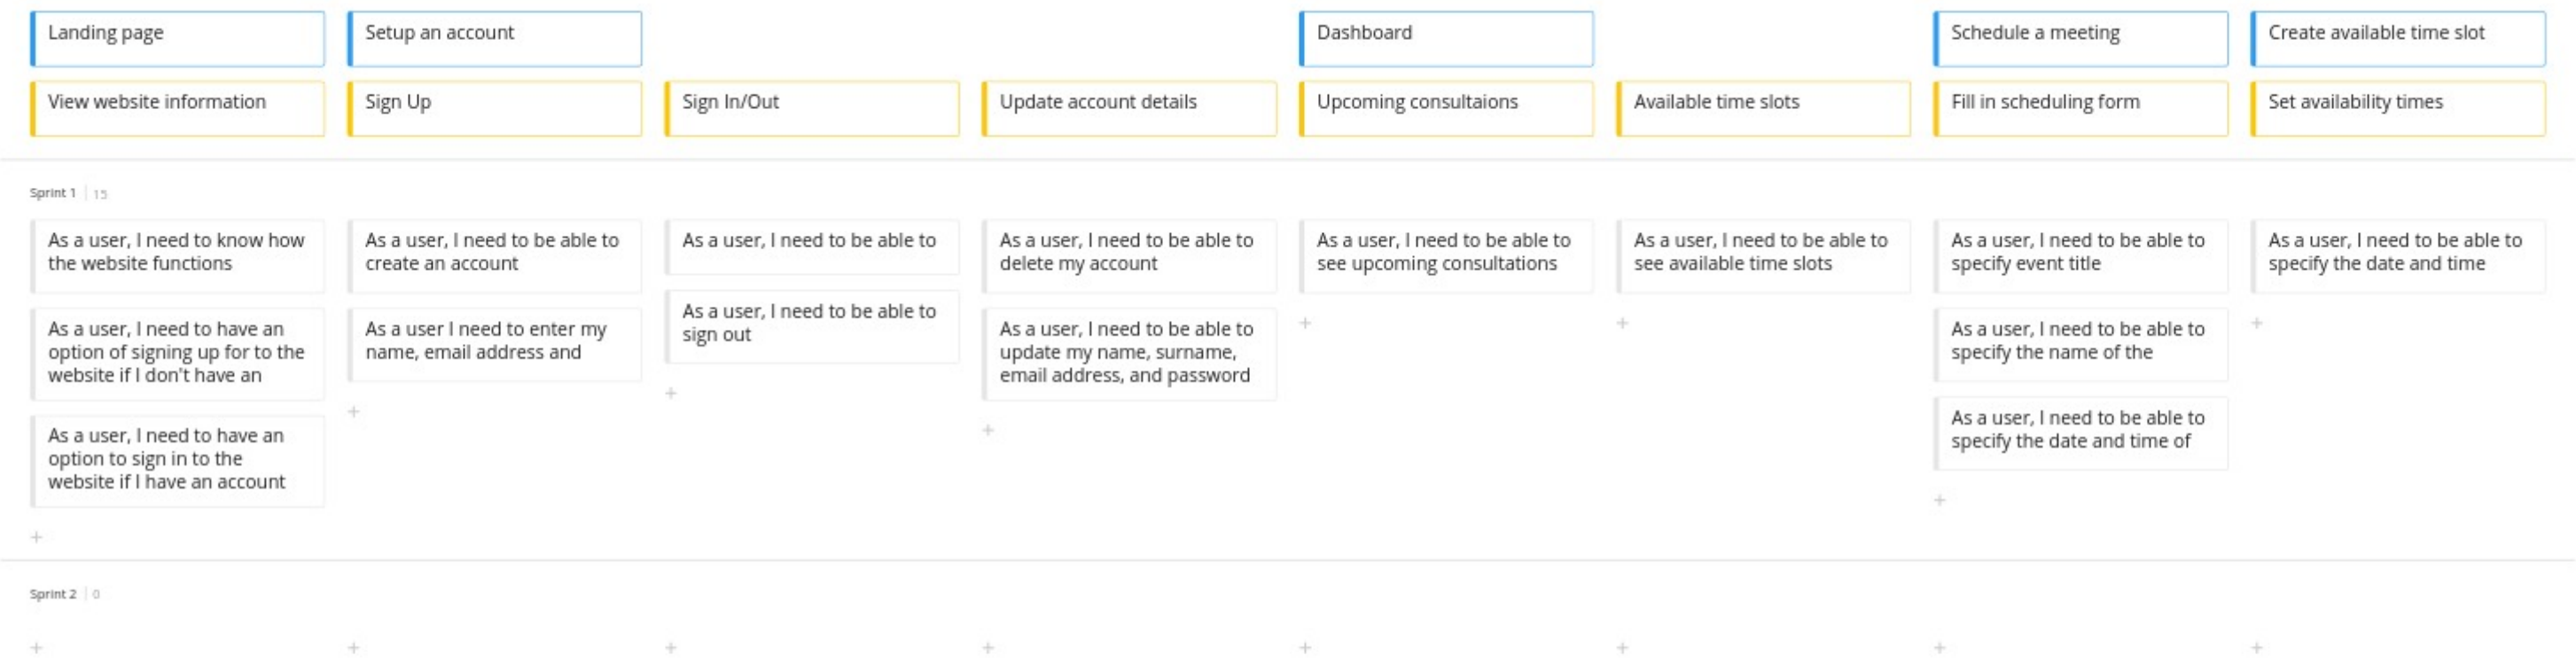 Landing page
Setup an account
Dashboard
Schedule a meeting
Create available time slot
View website information
Sign Up
Sign In/Out
Update account details
Upcoming consultaions
Available time slots
Fill in scheduling form
Set availability times
Sprint 1 | 15
As a user, I need to know how
the website functions
As a user, I need to have an
option of signing up for to the
website if I don't have an
As a user, I need to have an
option to sign in to the
website if I have an account
+
As a user, I need to be able to
create an account
As a user I need to enter my
name, email address and
+
As a user, I need to be able to
As a user, I need to be able to
sign out
+
As a user, I need to be able to
delete my account
As a user, I need to be able to
update my name, surname,
email address, and password
+
As a user, I need to be able to
see upcoming consultations
+
As a user, I need to be able to
see available time slots
+
As a user, I need to be able to
specify event title
As a user, I need to be able to
specify the name of the
As a user, I need to be able to
specify the date and time of
+
As a user, I need to be able to
specify the date and time
+
Sprint 2 | 0
+ + + + + + + +